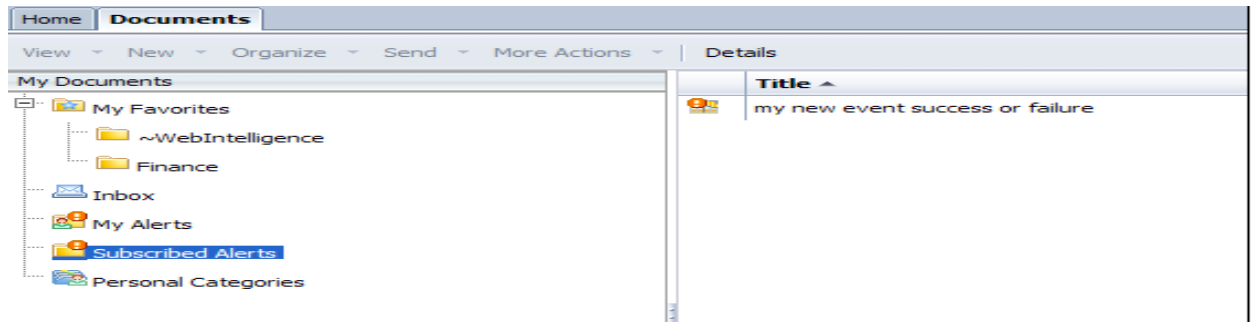 Home Documents
View New Organize Send More Actions Details
My Documents
Title
My Favorites
my new event success or failure
~WebIntelligence
Finance
Inbox
My Alerts
Subscribed Alerts
Personal Categories